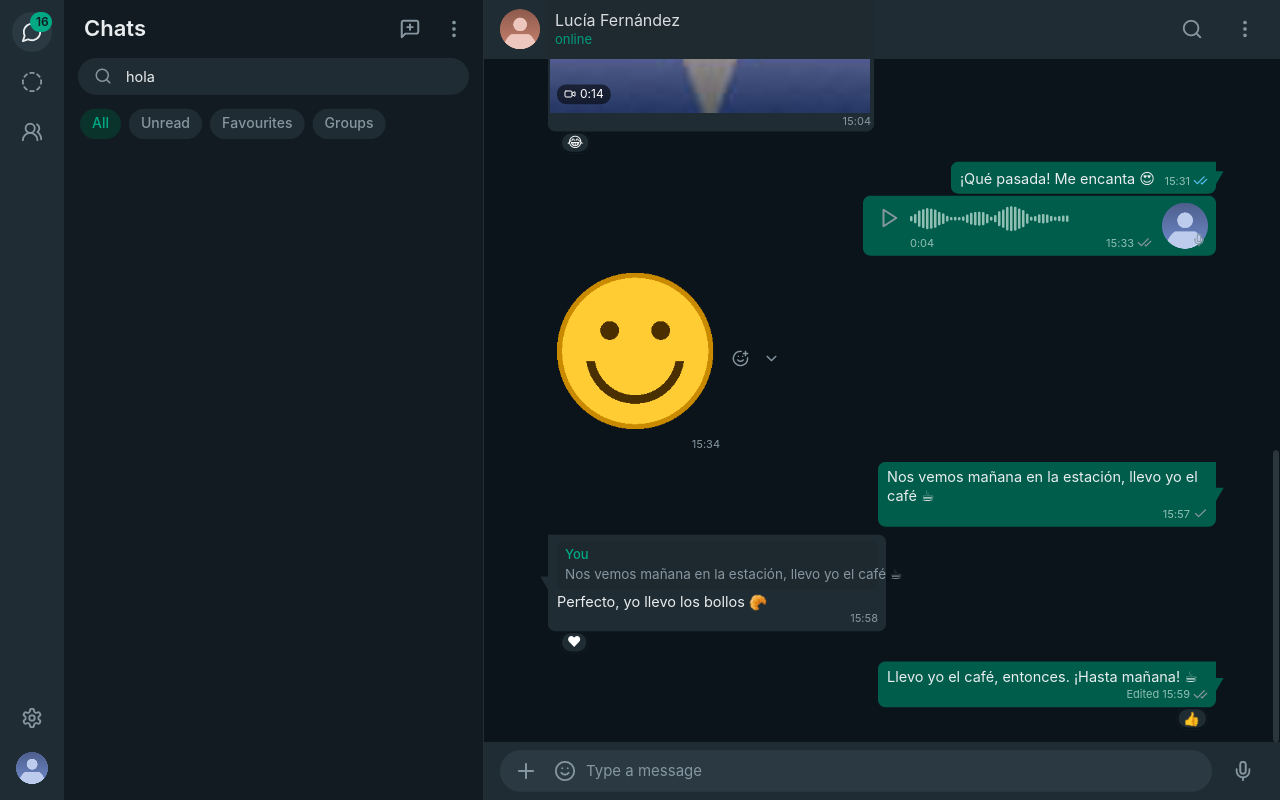 16
Chats
hola
All
Unread
Favourites
Groups
Lucía Fernández
online
0:14
15:04
😂
¡Qué pasada! Me encanta 😍 15:31
0:04
15:33
15:34
Nos vemos mañana en la estación, llevo yo el
café ☕
15:57
You
Nos vemos mañana en la estación, llevo yo el café ☕
Perfecto, yo llevo los bollos 🥐
15:58
❤
Llevo yo el café, entonces. ¡Hasta mañana! ☕
Edited 15:59
👍
Type a message